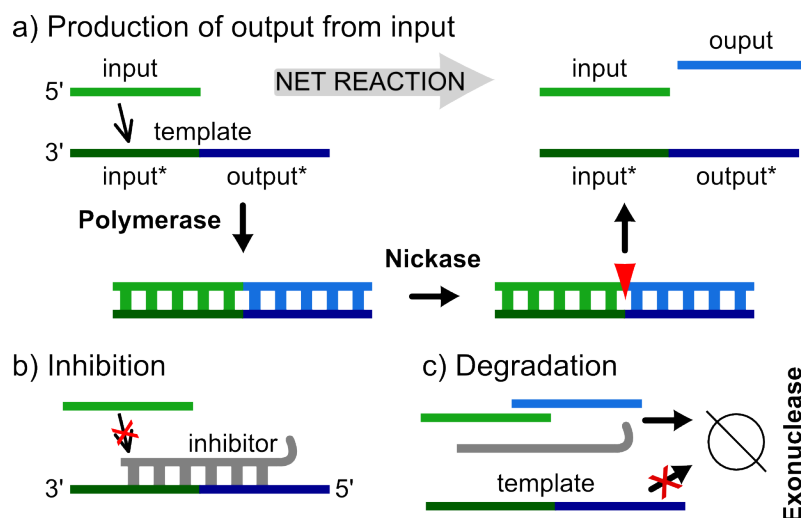 a) Production of output from input
input
NET REACTION
input
ouput
5'
template
3'
input*
output*
input*
output*
Polymerase
Nickase
b) Inhibition
inhibitor
3'
5'
c) Degradation
template
Exonuclease